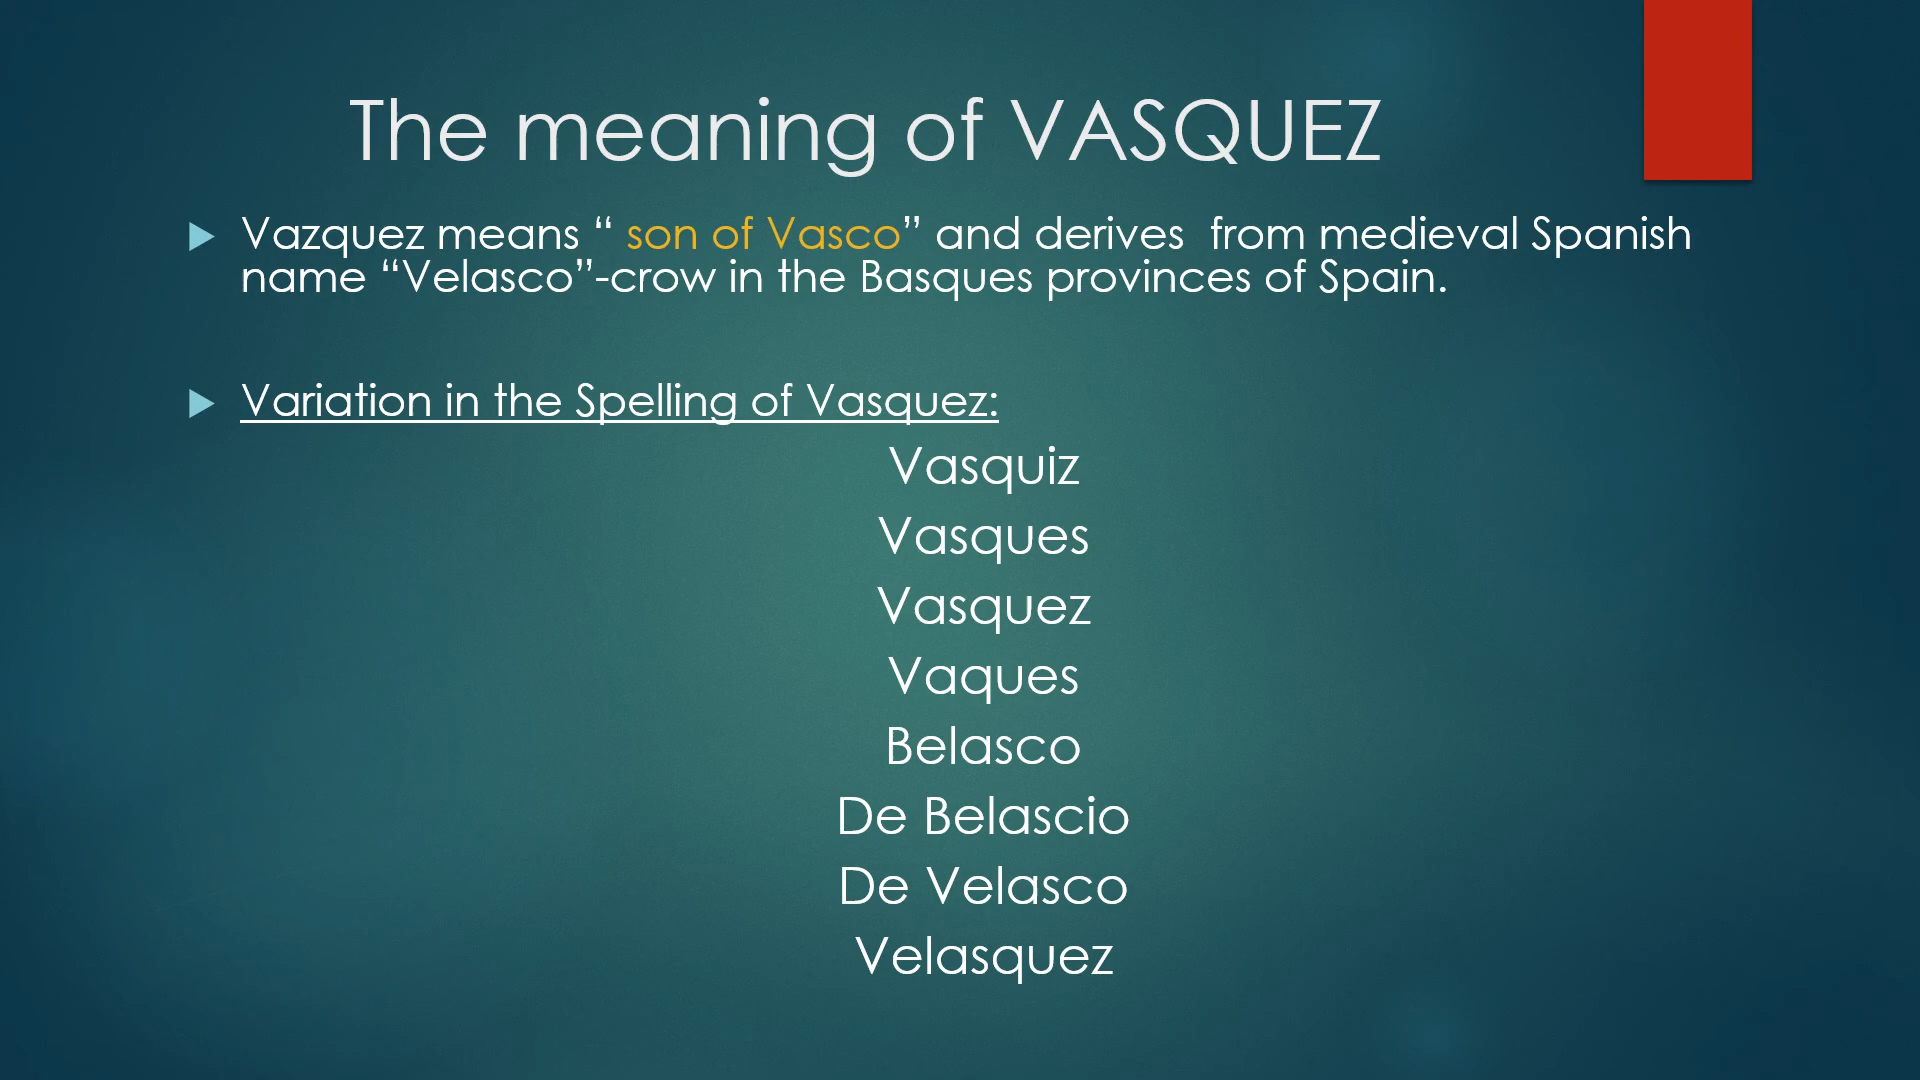 The meaning of VASQUEZ
Vazquez means “ son of Vasco” and derives  from medieval Spanish
name “Velasco”-crow in the Basques provinces of Spain.
Variation in the Spelling of Vasquez:
Vasquiz
Vasques
Vasquez
Vaques
Belasco
De Belascio
De Velasco
Velasquez